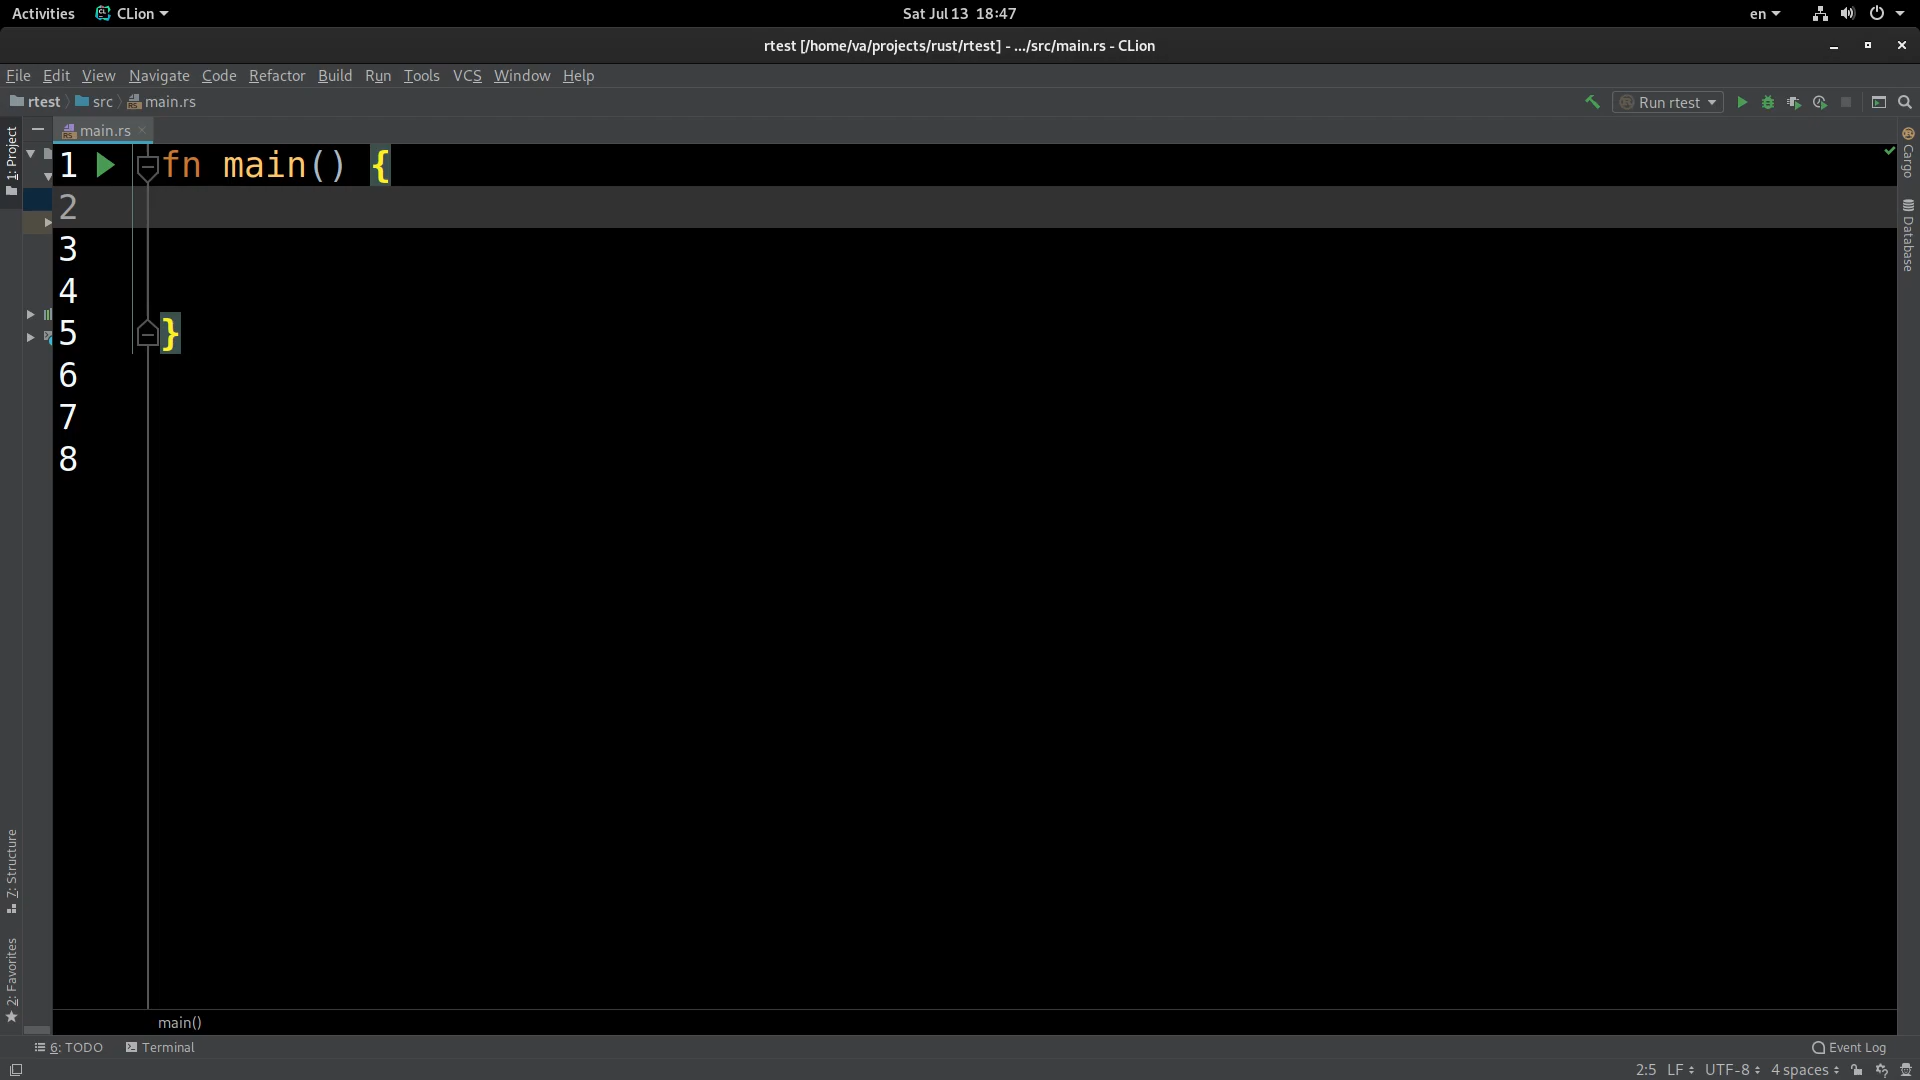 Activities CLion Sat Jul 13 18:47 en
rtest [/home/va/projects/rust/rtest] - .../src/main.rs - CLion
File Edit View Navigate Code Refactor Build Run Tools VCS Window Help
rtest src main.rs Run rtest
main.rs
1: Project
Cargo
Database
1 fn main() {
2
3
4
5 }
6
7
8
7: Structure
2: Favorites
main()
6: TODO Terminal Event Log
2:5 LF UTF-8 4 spaces